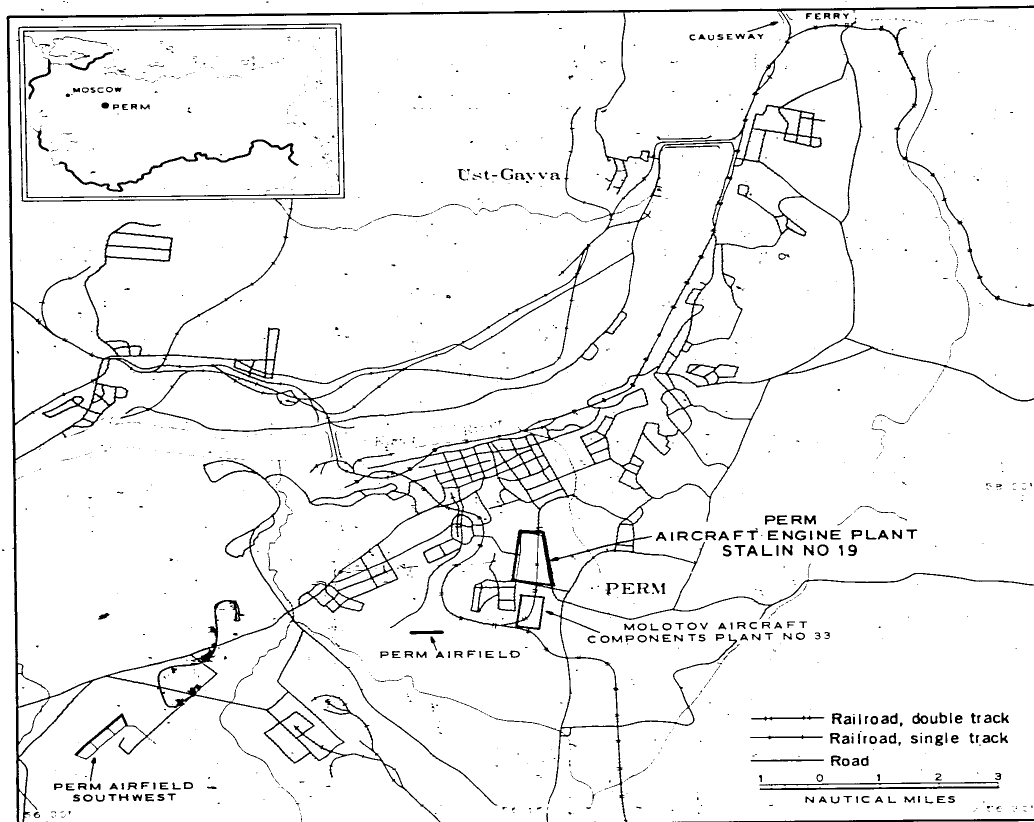 FERRY
CAUSEWAY
MOSCOW
PERM
Ust-Gayva
58 00'
PERM
AIRCRAFT ENGINE PLANT
STALIN NO 19
PERM
MOLOTOV AIRCRAFT
COMPONENTS PLANT NO 33
PERM AIRFIELD
Railroad, double track
Railroad, single track
Road
1 0 1 2 3
NAUTICAL MILES
PERM AIRFIELD
SOUTHWEST